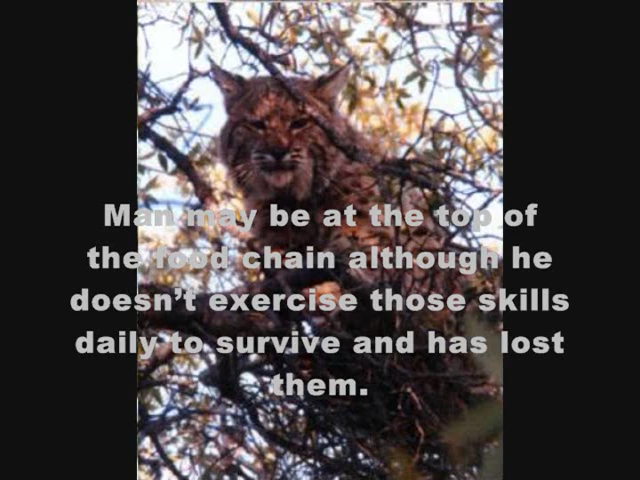 Man may be at the top of
the food chain although he
doesn’t exercise those skills
daily to survive and has lost
them.